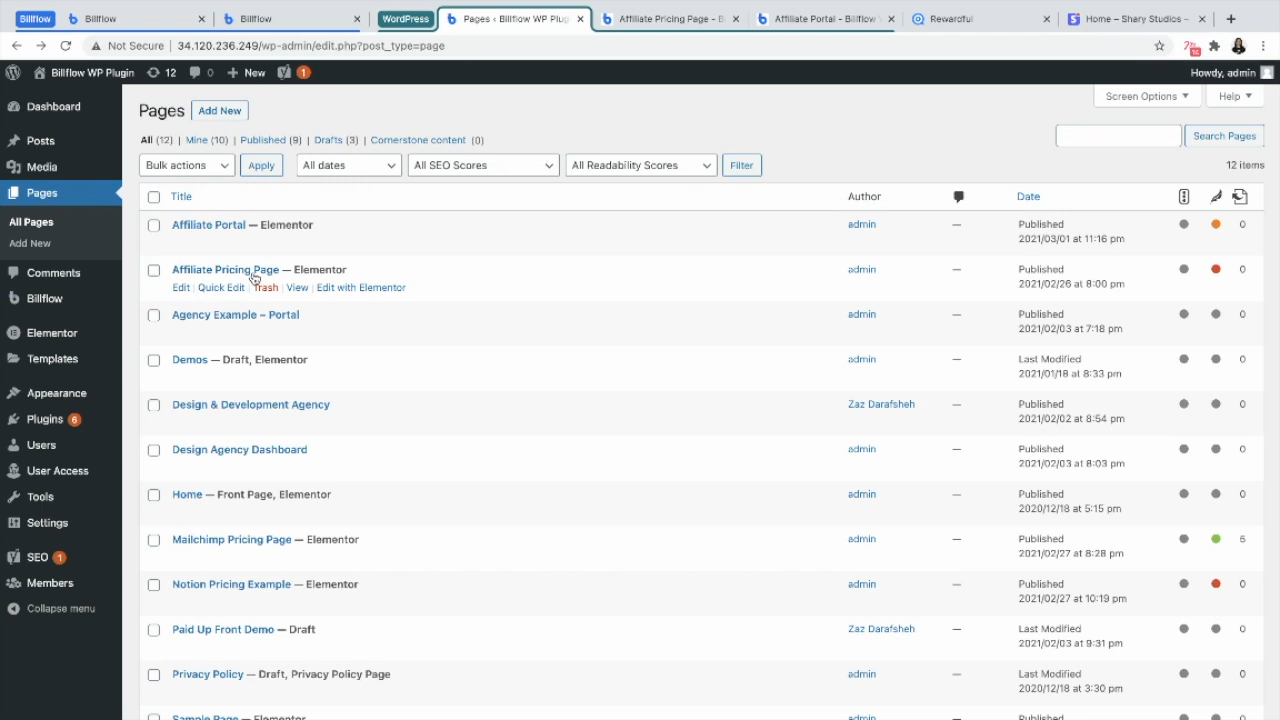 Billflow
Billflow
Billflow
WordPress
Pages ‹ Billflow WP Plug
Affiliate Pricing Page - B
Affiliate Portal - Billflow W
Rewardful
Home – Shary Studios –
Not Secure | 34.120.236.249/wp-admin/edit.php?post_type=page
Billflow WP Plugin 12 0 + New 1
Howdy, admin
Dashboard
Posts
Media
Pages
All Pages
Add New
Comments
Billflow
Elementor
Templates
Appearance
Plugins 6
Users
User Access
Tools
Settings
SEO 1
Members
Collapse menu
Screen Options
Help
Pages Add New
All (12) | Mine (10) | Published (9) | Drafts (3) | Cornerstone content (0)
Search Pages
Bulk actions Apply All dates All SEO Scores All Readability Scores Filter
12 items
Title Author Date
Affiliate Portal — Elementor admin — Published 0
2021/03/01 at 11:16 pm
Affiliate Pricing Page — Elementor admin — Published 0
2021/02/26 at 8:00 pm
Edit | Quick Edit | Trash | View | Edit with Elementor
Agency Example – Portal admin — Published 0
2021/02/03 at 7:18 pm
Demos — Draft, Elementor admin — Last Modified 0
2021/01/18 at 8:33 pm
Design & Development Agency Zaz Darafsheh — Published 0
2021/02/02 at 8:54 pm
Design Agency Dashboard admin — Published 0
2021/02/03 at 8:03 pm
Home — Front Page, Elementor admin — Published 0
2020/12/18 at 5:15 pm
Mailchimp Pricing Page — Elementor admin — Published 5
2021/02/27 at 8:28 pm
Notion Pricing Example — Elementor admin — Published 0
2021/02/27 at 10:19 pm
Paid Up Front Demo — Draft Zaz Darafsheh — Last Modified 0
2021/02/03 at 9:31 pm
Privacy Policy — Draft, Privacy Policy Page admin — Last Modified 0
2020/12/18 at 3:30 pm
Sample Page — Elementor admin Published